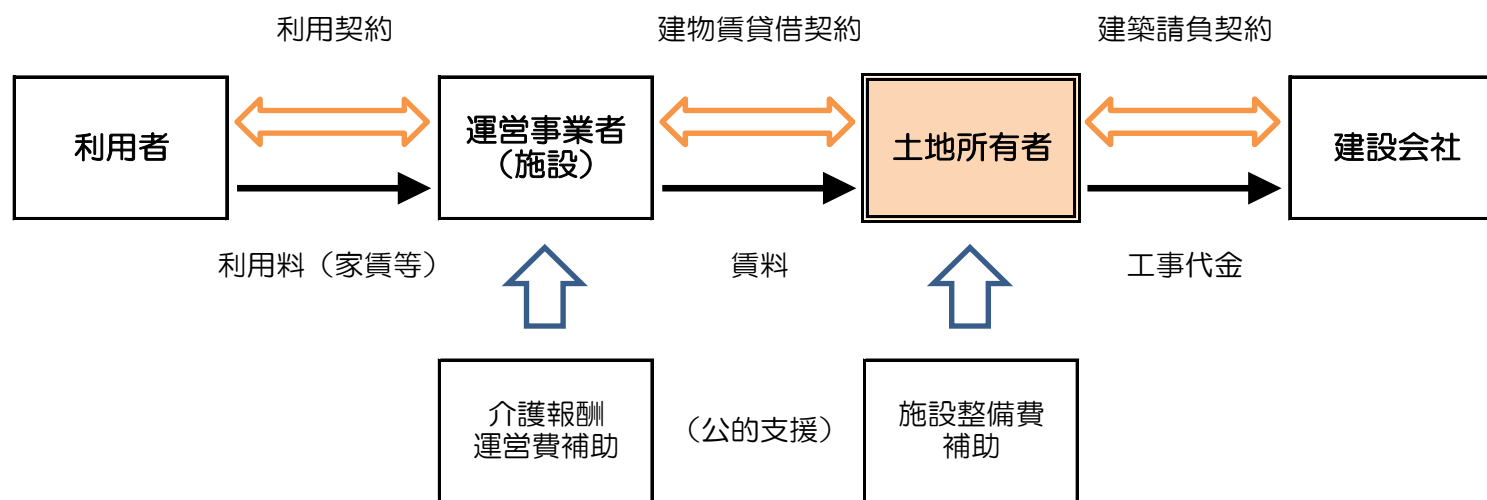 利用契約
建物賃貸借契約
建築請負契約
利用者
運営事業者
（施設）
土地所有者
建設会社
利用料（家賃等）
賃料
工事代金
介護報酬
運営費補助
（公的支援）
施設整備費
補助